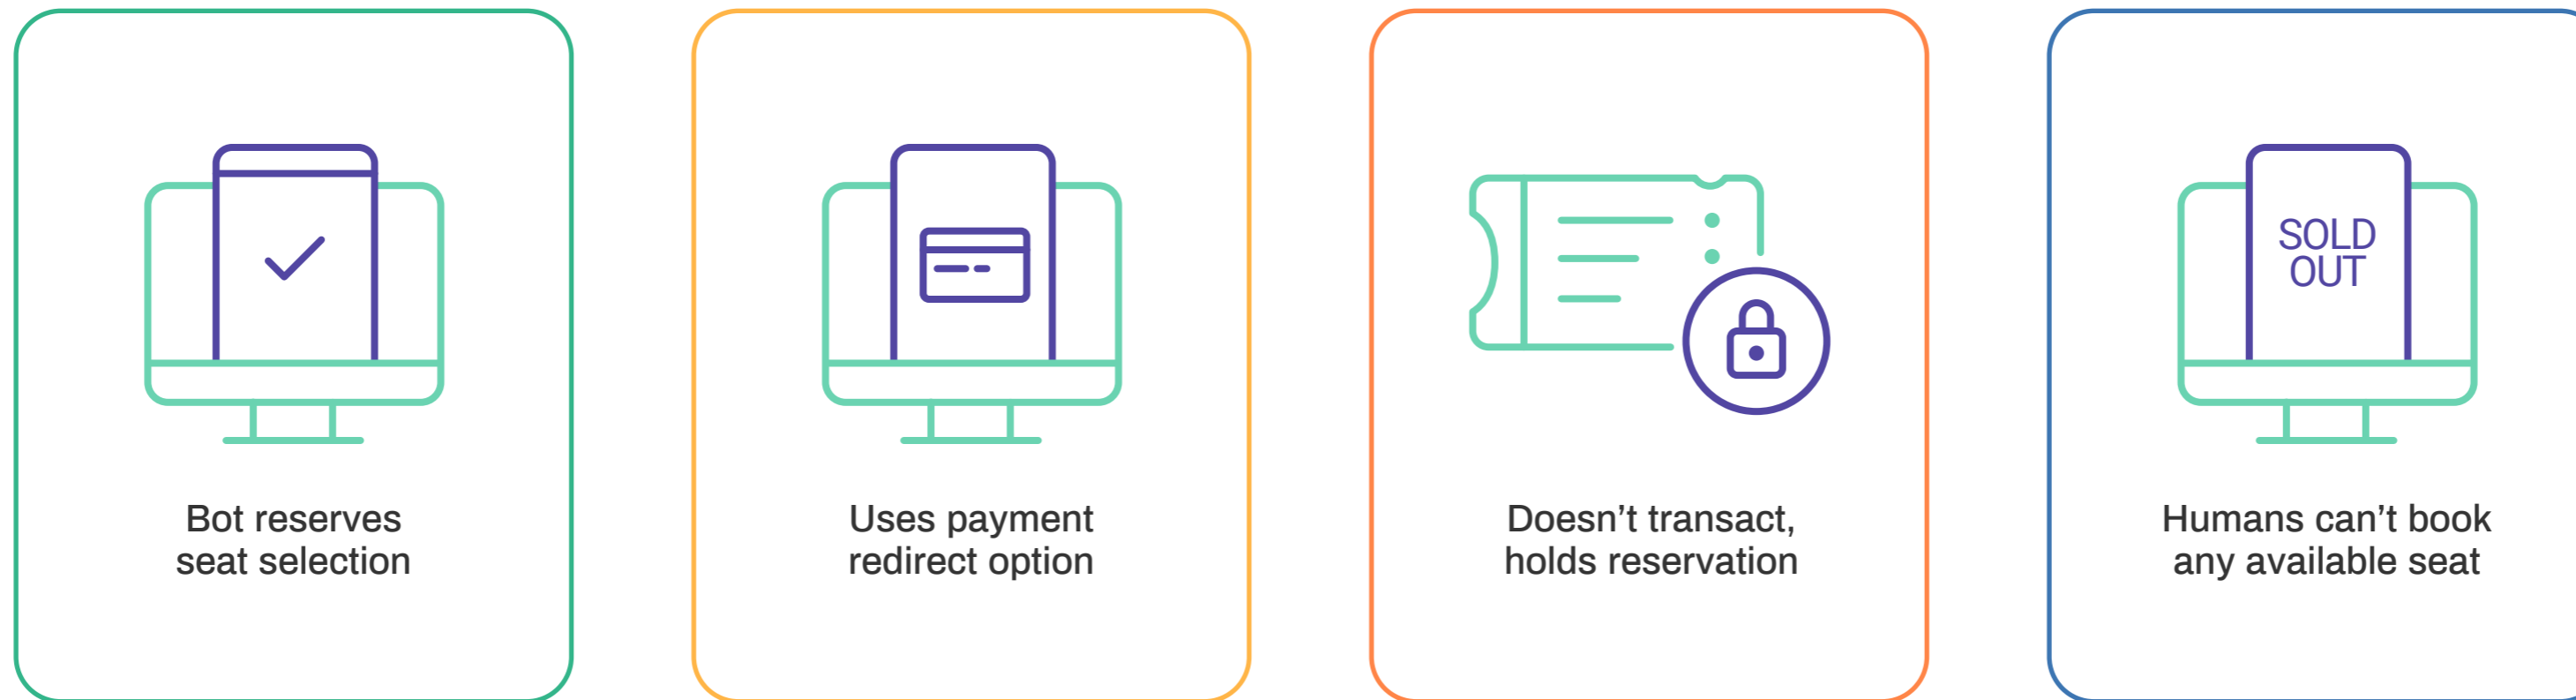 Bot reserves
seat selection
Uses payment
redirect option
Doesn’t transact,
holds reservation
SOLD
OUT
Humans can’t book
any available seat